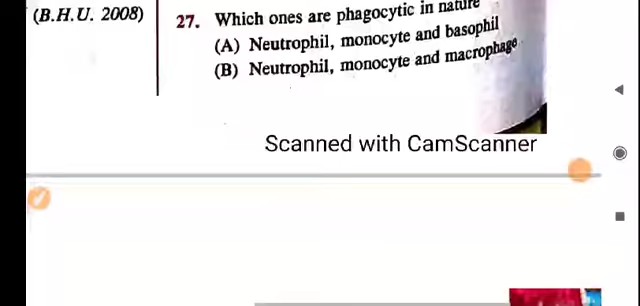 (B.H.U. 2008)
27. Which ones are phagocytic in nature
(A) Neutrophil, monocyte and basophil
(B) Neutrophil, monocyte and macrophage
Scanned with CamScanner